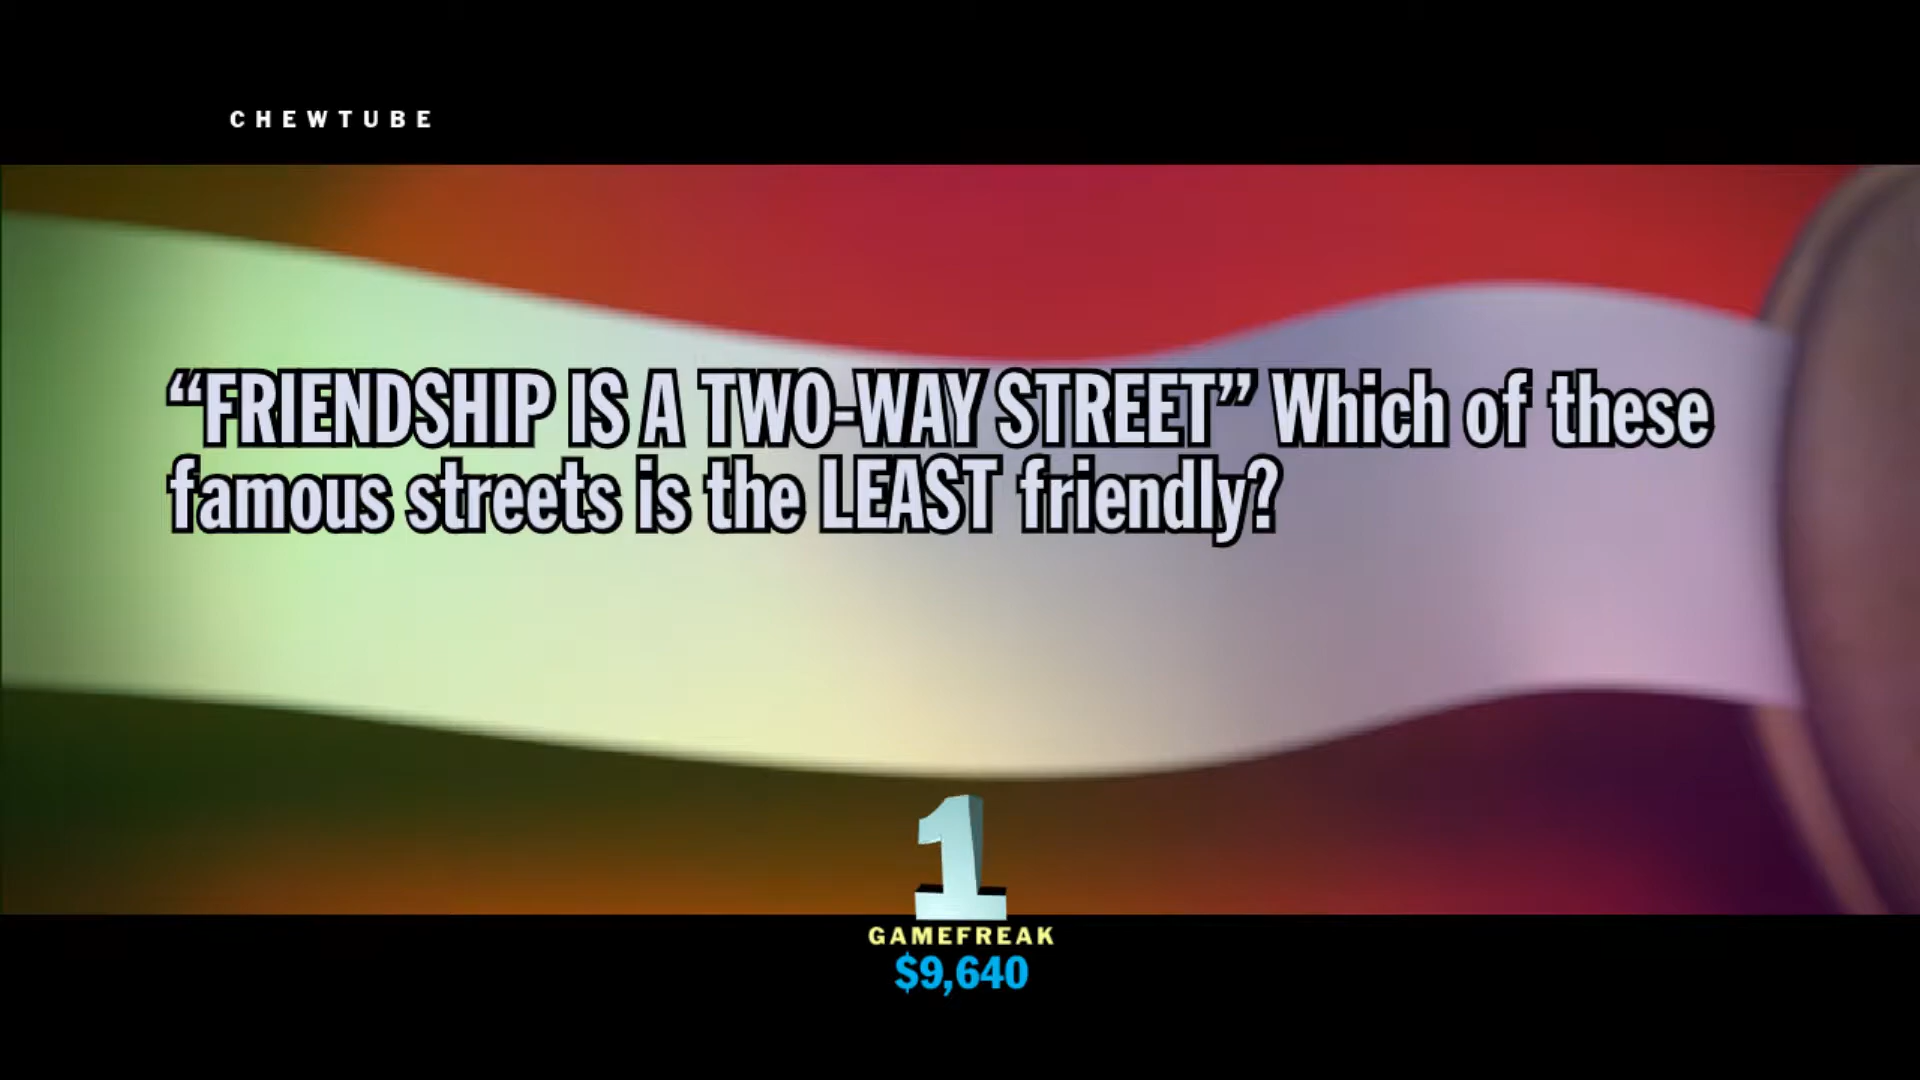 CHEWTUBE
“FRIENDSHIP IS A TWO-WAY STREET” Which of these
famous streets is the LEAST friendly?
1
GAMEFREAK
$9,640